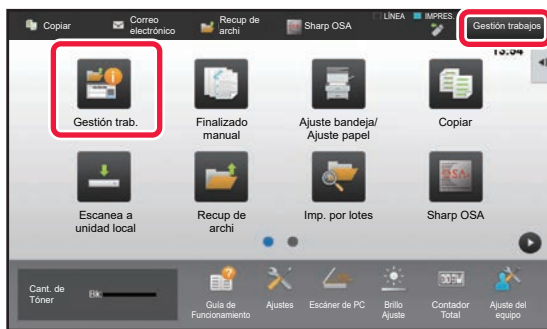 Copiar
Correo
electrónico
Recup de
archi
Sharp OSA
LÍNEA
IMPRES.
Gestión trabajos
13:54
Gestión trab.
Finalizado
manual
Ajuste bandeja/
Ajuste papel
Copiar
OSA
Escanea a
unidad local
Recup de
archi
Imp. por lotes
Sharp OSA
Cant. de
Tóner
Bk
Guía de
Funcionamiento
Ajustes
Escáner de PC
Brillo
Ajuste
Contador
Total
Ajuste del
equipo